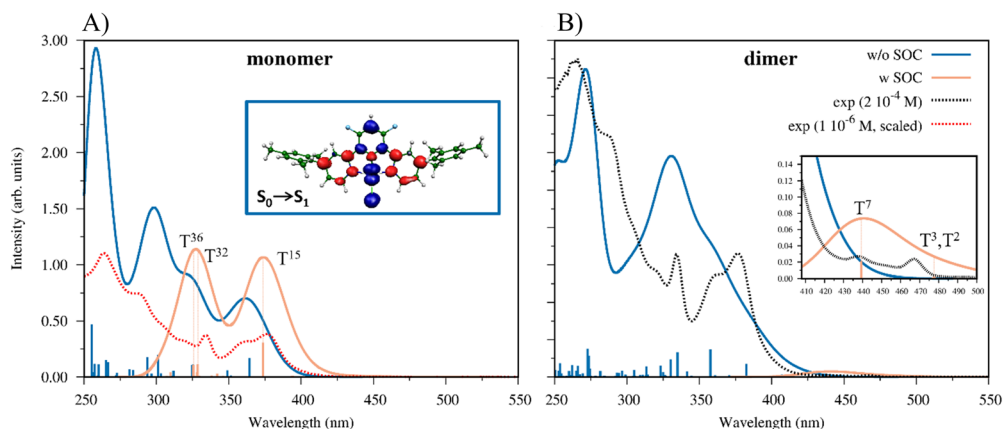 A)
monomer
3.00
2.50
2.00
1.50
1.00
0.50
0.00
Intensity (arb. units)
S0→S1
T36
T32
T15
250 300 350 400 450 500 550
Wavelength (nm)
B)
dimer
w/o SOC
w SOC
exp (2 10-4 M)
exp (1 10-6 M, scaled)
0.14
0.12
0.10
0.08
0.06
0.04
0.02
0.00
T7
T3,T2
410 420 430 440 450 460 470 480 490 500
250 300 350 400 450 500 550
Wavelength (nm)